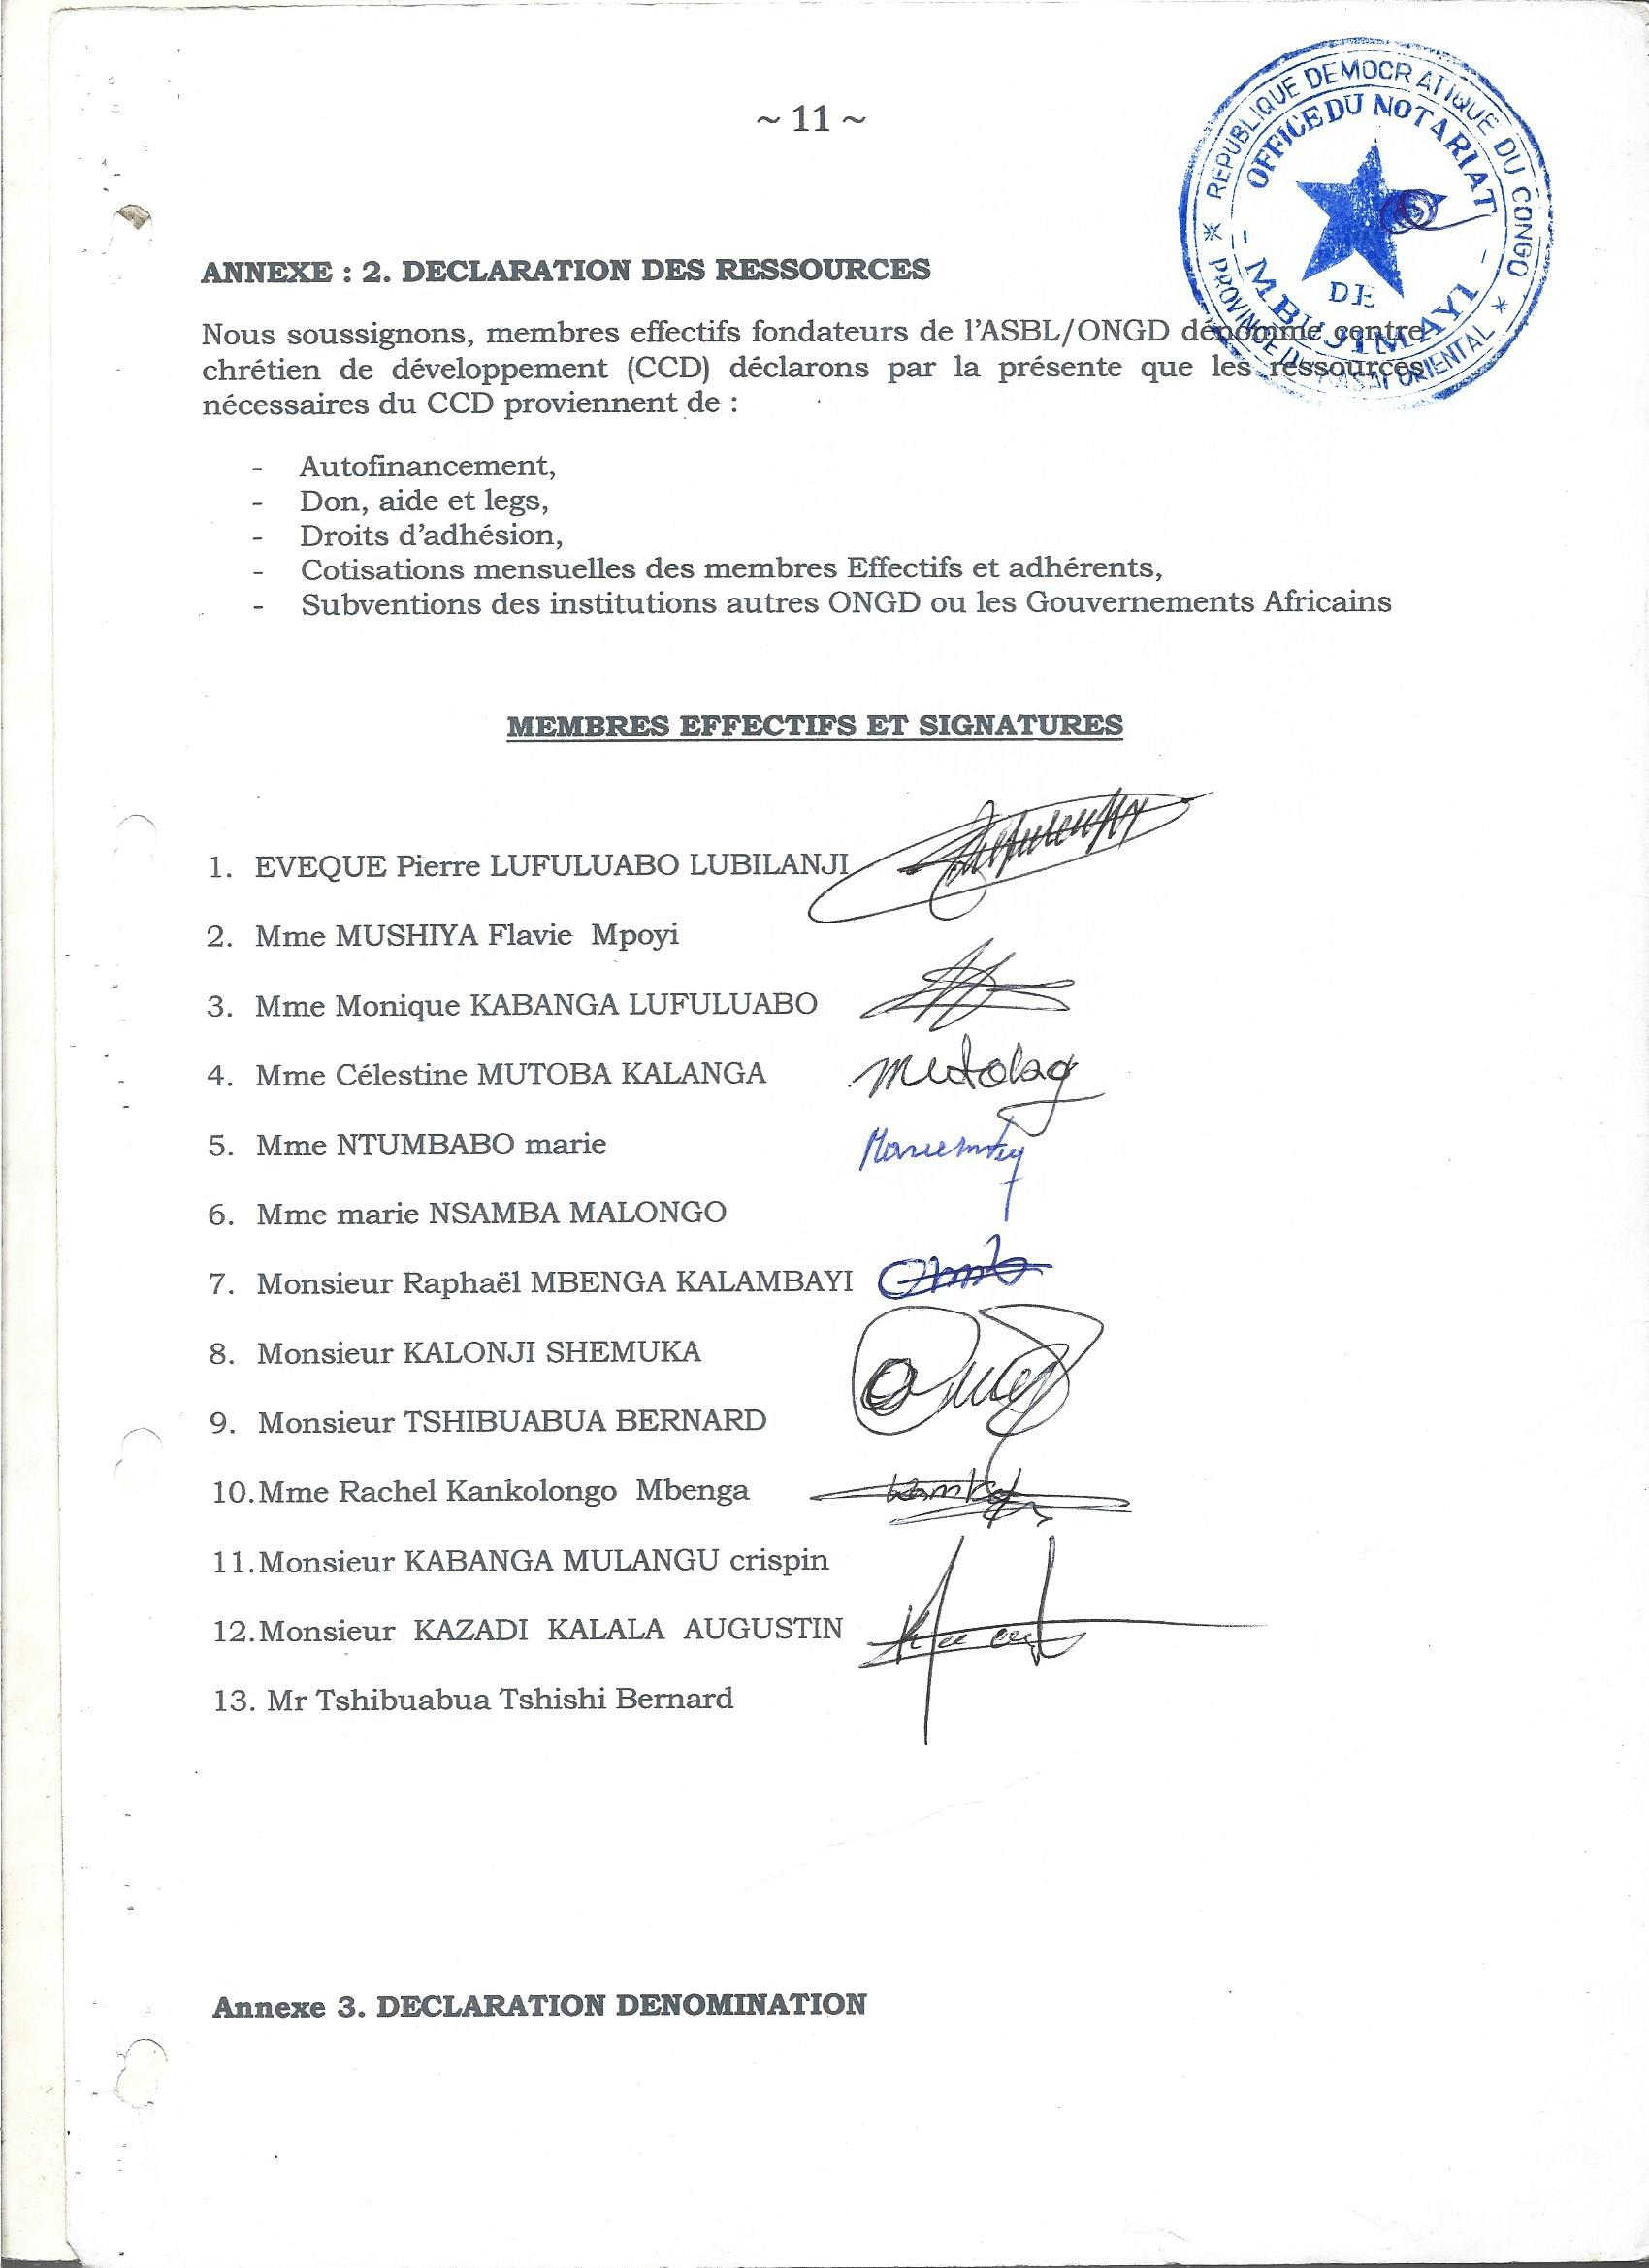 ~ 11 ~
REPUBLIQUE DEMOCRATIQUE DU CONGO
OFFICE DU NOTARIAT
DE
MBUJIMAYI
* PROVINCE DU KASAI ORIENTAL *
ANNEXE : 2. DECLARATION DES RESSOURCES
Nous soussignons, membres effectifs fondateurs de l'ASBL/ONGD dénommé centre
chrétien de développement (CCD) déclarons par la présente que les ressources
nécessaires du CCD proviennent de :
- Autofinancement,
- Don, aide et legs,
- Droits d'adhésion,
- Cotisations mensuelles des membres Effectifs et adhérents,
- Subventions des institutions autres ONGD ou les Gouvernements Africains
MEMBRES EFFECTIFS ET SIGNATURES
1. EVEQUE Pierre LUFULUABO LUBILANJI
2. Mme MUSHIYA Flavie Mpoyi
3. Mme Monique KABANGA LUFULUABO
4. Mme Célestine MUTOBA KALANGA
5. Mme NTUMBABO marie
6. Mme marie NSAMBA MALONGO
7. Monsieur Raphaël MBENGA KALAMBAYI
8. Monsieur KALONJI SHEMUKA
9. Monsieur TSHIBUABUA BERNARD
10. Mme Rachel Kankolongo Mbenga
11. Monsieur KABANGA MULANGU crispin
12. Monsieur KAZADI KALALA AUGUSTIN
13. Mr Tshibuabua Tshishi Bernard
Annexe 3. DECLARATION DENOMINATION